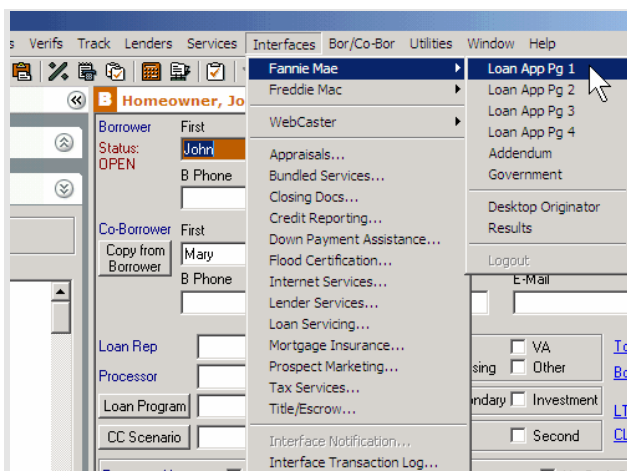 s Verifs Track Lenders Services Interfaces Bor/Co-Bor Utilities Window Help
B Homeowner, Jo
Borrower First
Status:
OPEN
John
B Phone
Co-Borrower First
Copy from
Borrower
Mary
B Phone
Loan Rep
Processor
Loan Program
CC Scenario
Fannie Mae
Freddie Mac
WebCaster
Appraisals...
Bundled Services...
Closing Docs...
Credit Reporting...
Down Payment Assistance...
Flood Certification...
Internet Services...
Lender Services...
Loan Servicing...
Mortgage Insurance...
Prospect Marketing...
Tax Services...
Title/Escrow...
Interface Notification...
Interface Transaction Log...
Loan App Pg 1
Loan App Pg 2
Loan App Pg 3
Loan App Pg 4
Addendum
Government
Desktop Originator
Results
Logout
E-Mail
VA
sing Other
ndary Investment
Second
To
Bo
LT
CL